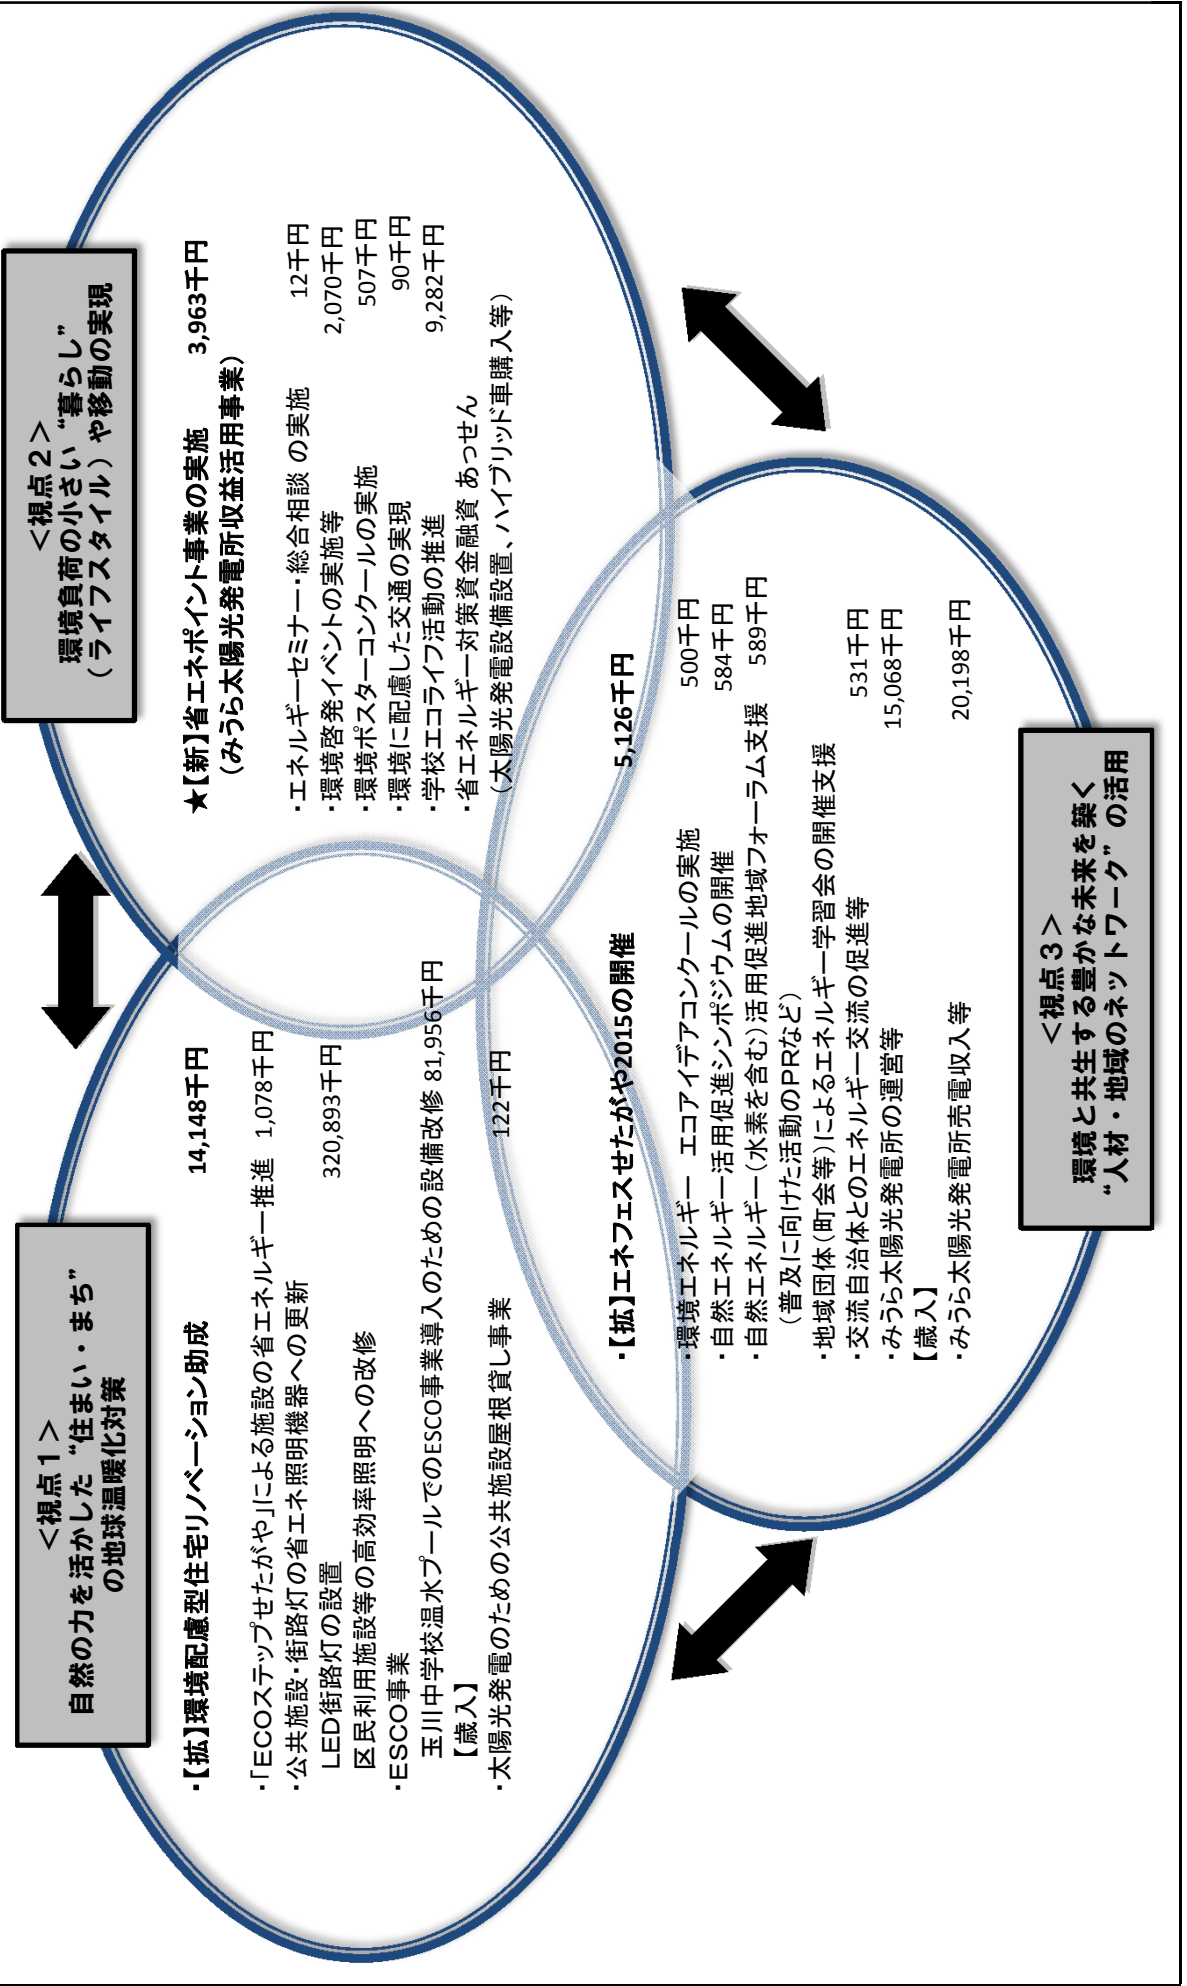 ＜視点１＞
自然の力を活かした“住まい・まち”
の地球温暖化対策
・【拡】環境配慮型住宅リノベーション助成　14,148千円
・「ECOステップせたがや」による施設の省エネルギー推進　1,078千円
・公共施設・街路灯の省エネ照明機器への更新
LED街路灯の設置　320,893千円
区民利用施設等の高効率照明への改修
・ESCO事業
玉川中学校温水プールでのESCO事業導入のための設備改修 81,956千円
【歳入】
・太陽光発電のための公共施設屋根貸し事業　122千円
＜視点２＞
環境負荷の小さい“暮らし”
（ライフスタイル）や移動の実現
★【新】省エネポイント事業の実施　3,963千円
（みうら太陽光発電所収益活用事業）
・エネルギーセミナー・総合相談 の実施　12千円
・環境啓発イベントの実施等　2,070千円
・環境ポスターコンクールの実施　507千円
・環境に配慮した交通の実現　90千円
・学校エコライフ活動の推進　9,282千円
・省エネルギー対策資金融資 あっせん
（太陽光発電設備設置、ハイブリッド車購入等）
・【拡】エネフェスせたがや2015の開催　5,126千円
・環境エネルギー　エコアイデアコンクールの実施　500千円
・自然エネルギー活用促進シンポジウムの開催　584千円
・自然エネルギー（水素を含む）活用促進地域フォーラム支援　589千円
（普及に向けた活動のPRなど）
・地域団体（町会等）によるエネルギー学習会の開催支援
・交流自治体とのエネルギー交流の促進等　531千円
・みうら太陽光発電所の運営等　15,068千円
【歳入】
・みうら太陽光発電所売電収入等　20,198千円
＜視点３＞
環境と共生する豊かな未来を築く
“人材・地域のネットワーク”の活用